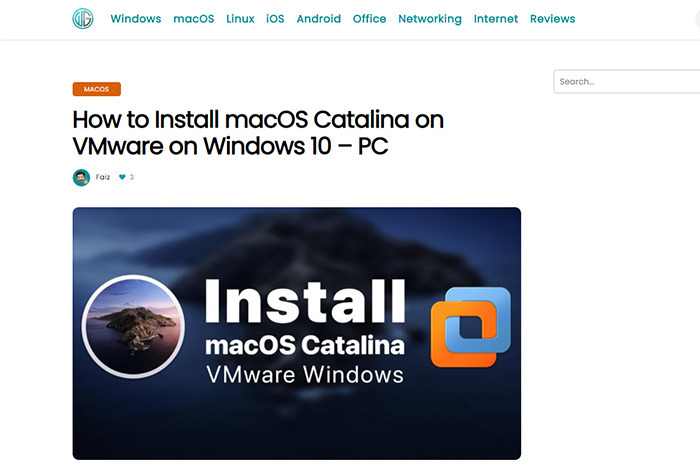 Windows macOS Linux iOS Android Office Networking Internet Reviews
MACOS
Search...
How to Install macOS Catalina on
VMware on Windows 10 – PC
Faiz 3
Install
macOS Catalina
VMware Windows